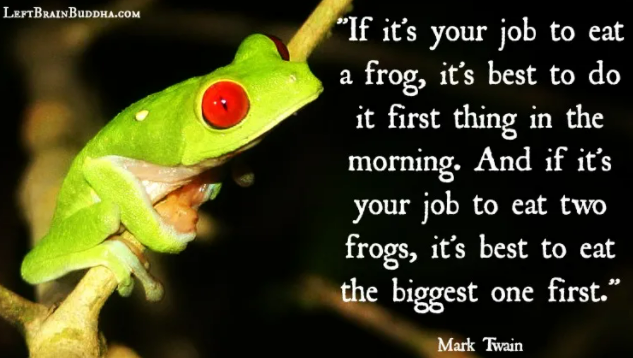 LeftBrainBuddha.com
"If it's your job to eat
a frog, it's best to do
it first thing in the
morning. And if it's
your job to eat two
frogs, it's best to eat
the biggest one first."
Mark Twain